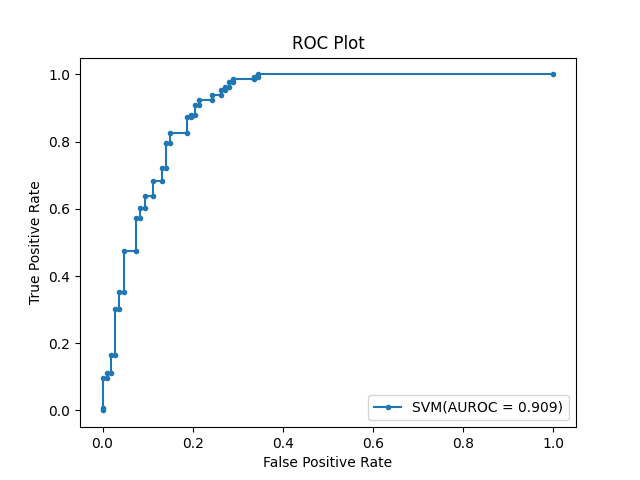 ROC Plot
True Positive Rate
1.0
0.8
0.6
0.4
0.2
0.0
SVM(AUROC = 0.909)
0.0 0.2 0.4 0.6 0.8 1.0
False Positive Rate